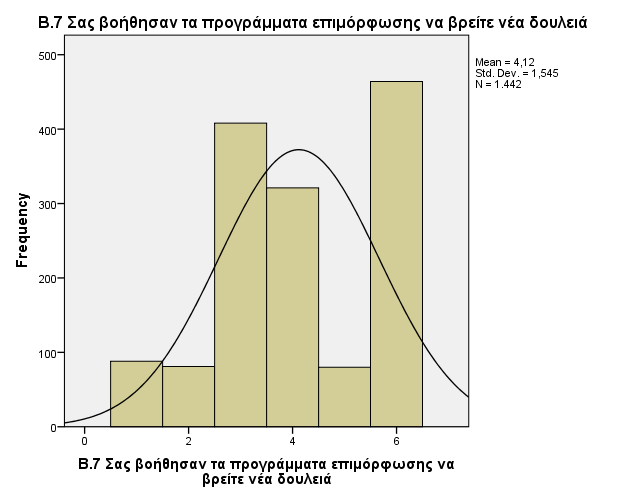 B.7 Σας βοήθησαν τα προγράμματα επιμόρφωσης να βρείτε νέα δουλειά
Mean = 4,12
Std. Dev. = 1,545
N = 1.442
500
400
300
200
100
0
Frequency
0 2 4 6
B.7 Σας βοήθησαν τα προγράμματα επιμόρφωσης να
βρείτε νέα δουλειά